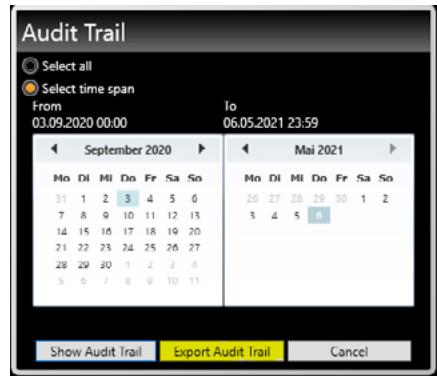 Audit Trail
Select all
Select time span
From To
03.09.2020 00:00 06.05.2021 23:59
September 2020 Mai 2021
Mo Di Mi Do Fr Sa So Mo Di Mi Do Fr Sa So
31 1 2 3 4 5 6 26 27 28 29 30 1 2
7 8 9 10 11 12 13 3 4 5 6
14 15 16 17 18 19 20
21 22 23 24 25 26 27
28 29 30 1 2 3 4
5 6 7 8 9 10 11
Show Audit Trail Export Audit Trail Cancel